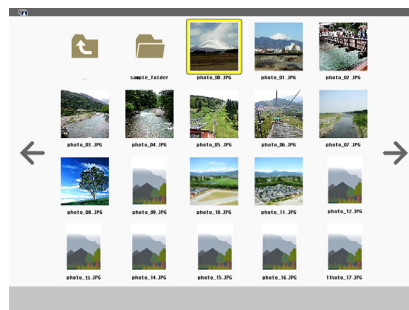 ..
sample_folder
photo_00.JPG
photo_01.JPG
photo_02.JPG
photo_03.JPG
photo_04.JPG
photo_05.JPG
photo_06.JPG
photo_07.JPG
photo_08.JPG
photo_09.JPG
photo_10.JPG
photo_11.JPG
photo_12.JPG
photo_13.JPG
photo_14.JPG
photo_15.JPG
photo_16.JPG
11hoto_17.JPG